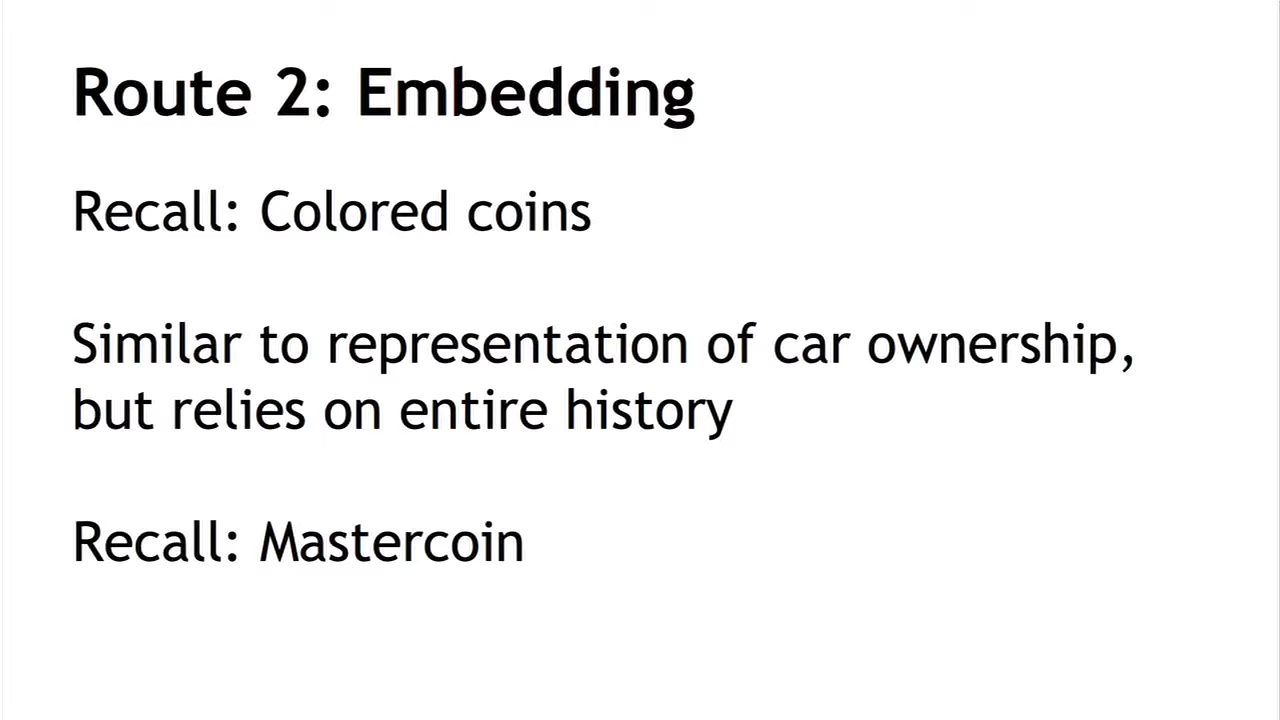 Route 2: Embedding
Recall: Colored coins
Similar to representation of car ownership,
but relies on entire history
Recall: Mastercoin